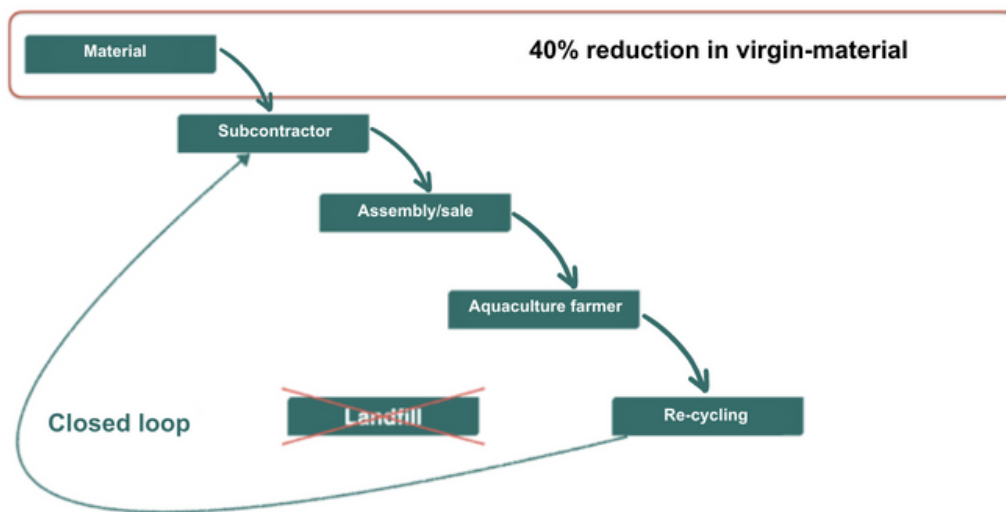 Material
40% reduction in virgin-material
Subcontractor
Assembly/sale
Aquaculture farmer
Closed loop
Landfill
Re-cycling